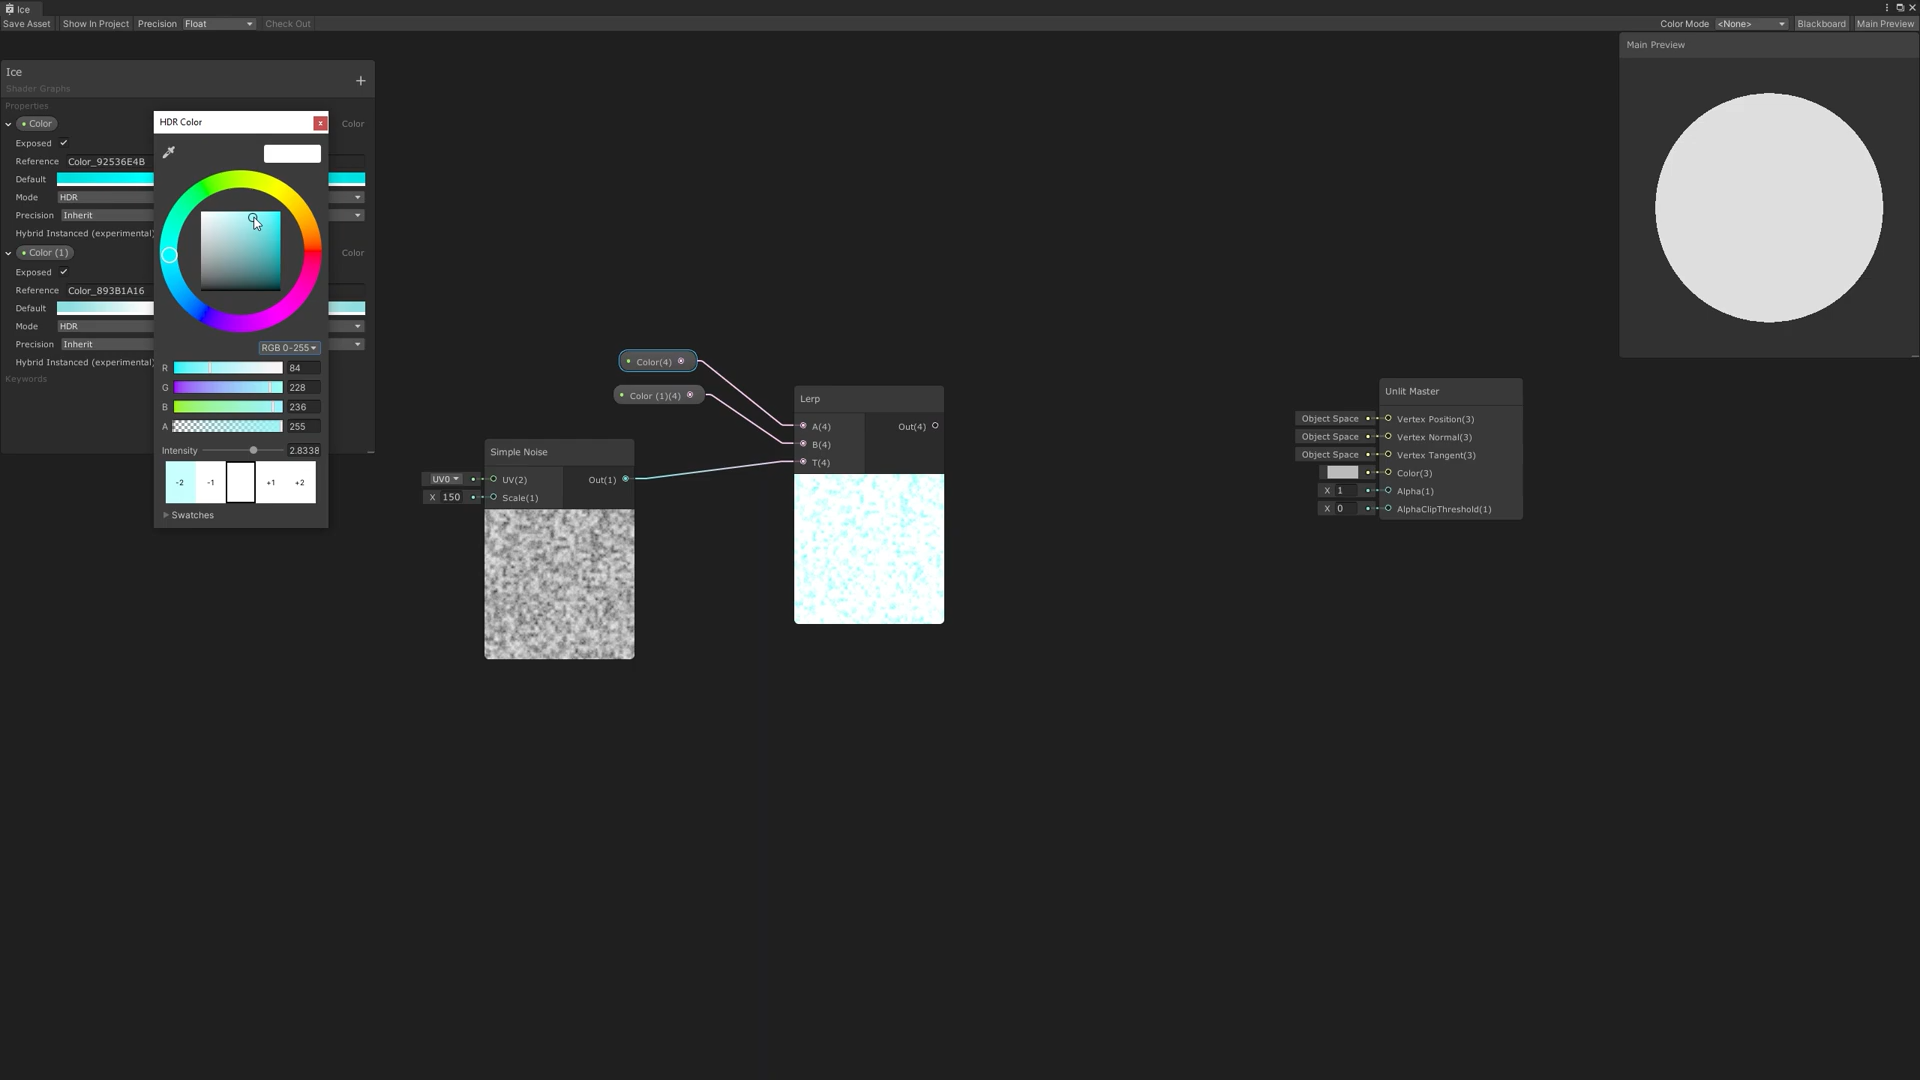 Ice
Save Asset Show In Project Precision Float Check Out Color Mode <None> Blackboard Main Preview
Main Preview
Ice
Shader Graphs
Properties
Color Color
Exposed
Reference Color_92536E4B
Default
Mode HDR
Precision Inherit
Hybrid Instanced (experimental)
Color (1) Color
Exposed
Reference Color_893B1A16
Default
Mode HDR
Precision Inherit
Hybrid Instanced (experimental)
Keywords
HDR Color
RGB 0-255
R 84
G 228
B 236
A 255
Intensity 2.8338
-2 -1 +1 +2
Swatches
Color(4)
Color (1)(4)
Simple Noise
UV0 UV(2) Out(1)
X 150 Scale(1)
Lerp
A(4) Out(4)
B(4)
T(4)
Unlit Master
Object Space Vertex Position(3)
Object Space Vertex Normal(3)
Object Space Vertex Tangent(3)
Color(3)
X 1 Alpha(1)
X 0 AlphaClipThreshold(1)